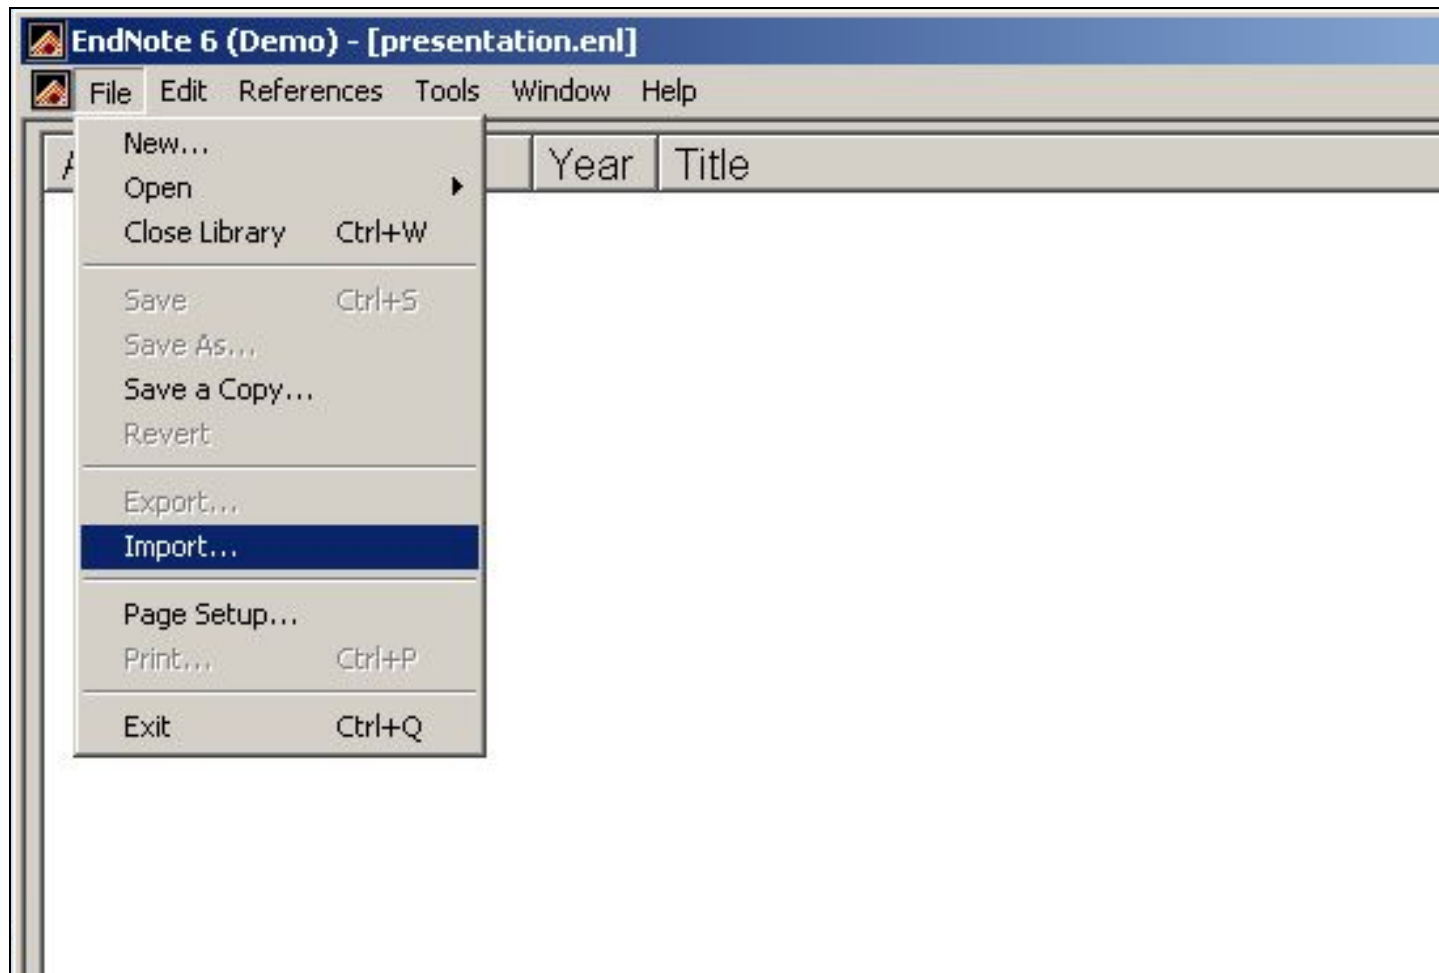 EndNote 6 (Demo) - [presentation.enl]
File Edit References Tools Window Help
Year Title
New...
Open
Close Library Ctrl+W
Save Ctrl+S
Save As...
Save a Copy...
Revert
Export...
Import...
Page Setup...
Print... Ctrl+P
Exit Ctrl+Q